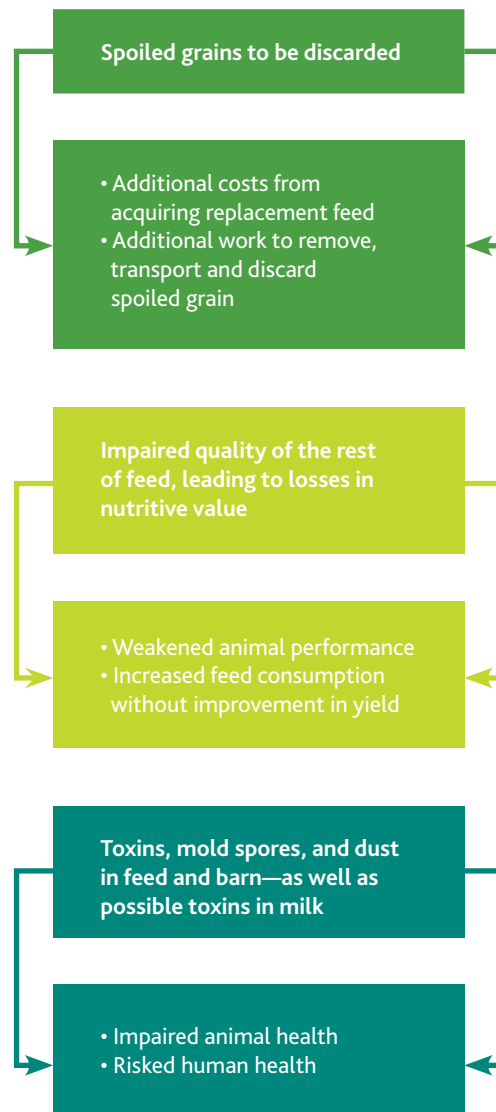 Spoiled grains to be discarded
• Additional costs from
acquiring replacement feed
• Additional work to remove,
transport and discard
spoiled grain
Impaired quality of the rest
of feed, leading to losses in
nutritive value
• Weakened animal performance
• Increased feed consumption
without improvement in yield
Toxins, mold spores, and dust
in feed and barn—as well as
possible toxins in milk
• Impaired animal health
• Risked human health